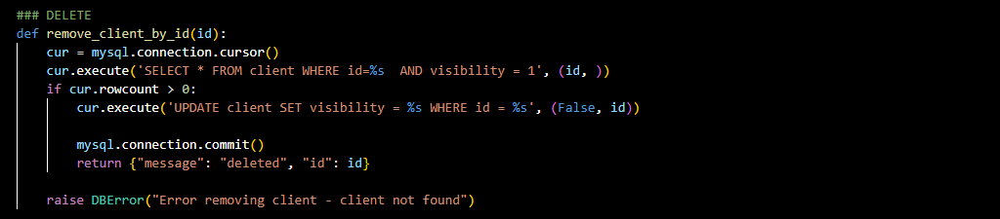 ### DELETE
def remove_client_by_id(id):
    cur = mysql.connection.cursor()
    cur.execute('SELECT * FROM client WHERE id=%s  AND visibility = 1', (id, ))
    if cur.rowcount > 0:
        cur.execute('UPDATE client SET visibility = %s WHERE id = %s', (False, id))
        mysql.connection.commit()
        return {"message": "deleted", "id": id}
    raise DBError("Error removing client - client not found")